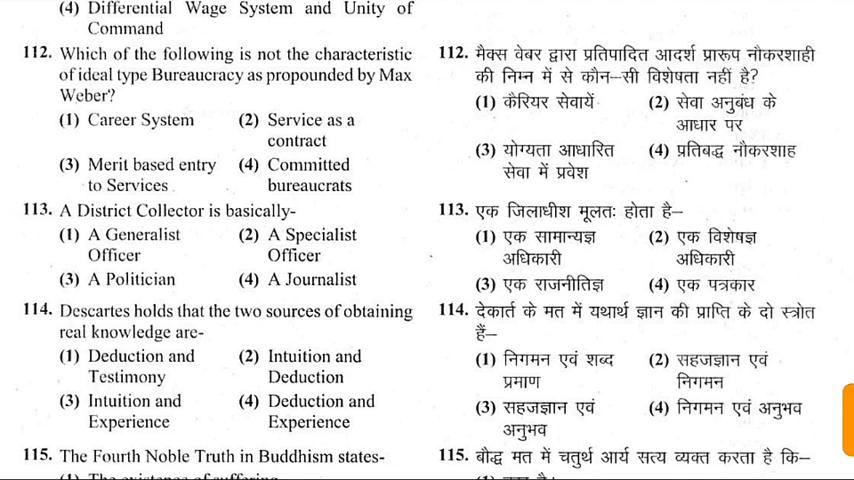 (4) Differential Wage System and Unity of
Command
112. Which of the following is not the characteristic
of ideal type Bureaucracy as propounded by Max
Weber?
(1) Career System (2) Service as a
contract
(3) Merit based entry (4) Committed
to Services bureaucrats
113. A District Collector is basically-
(1) A Generalist (2) A Specialist
Officer Officer
(3) A Politician (4) A Journalist
114. Descartes holds that the two sources of obtaining
real knowledge are-
(1) Deduction and (2) Intuition and
Testimony Deduction
(3) Intuition and (4) Deduction and
Experience Experience
115. The Fourth Noble Truth in Buddhism states-
(1) The existence of suffering
112. मैक्स वेबर द्वारा प्रतिपादित आदर्श प्रारूप नौकरशाही
की निम्न में से कौन–सी विशेषता नहीं है?
(1) कैरियर सेवायें (2) सेवा अनुबंध के
आधार पर
(3) योग्यता आधारित (4) प्रतिबद्ध नौकरशाह
सेवा में प्रवेश
113. एक जिलाधीश मूलतः होता है–
(1) एक सामान्यज्ञ (2) एक विशेषज्ञ
अधिकारी अधिकारी
(3) एक राजनीतिज्ञ (4) एक पत्रकार
114. देकार्त के मत में यथार्थ ज्ञान की प्राप्ति के दो स्त्रोत
हैं–
(1) निगमन एवं शब्द (2) सहजज्ञान एवं
प्रमाण निगमन
(3) सहजज्ञान एवं (4) निगमन एवं अनुभव
अनुभव
115. बौद्ध मत में चतुर्थ आर्य सत्य व्यक्त करता है कि–
(1)